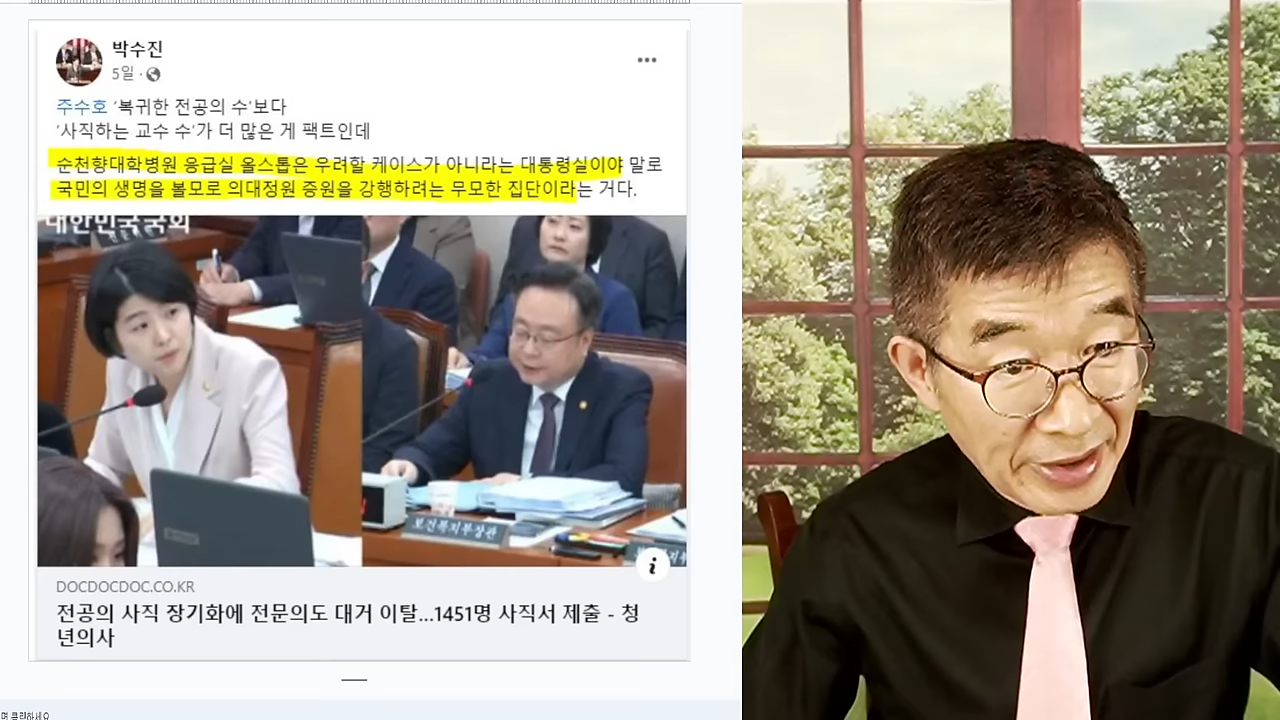 박수진
5일
주수호 '복귀한 전공의 수'보다
'사직하는 교수 수'가 더 많은 게 팩트인데
순천향대학병원 응급실 올스톱은 우려할 케이스가 아니라는 대통령실이야 말로
국민의 생명을 볼모로 의대정원 증원을 강행하려는 무모한 집단이라는 거다.
대한민국국회
보건복지부장관
DOCDOCDOC.CO.KR
전공의 사직 장기화에 전문의도 대거 이탈...1451명 사직서 제출 - 청
년의사